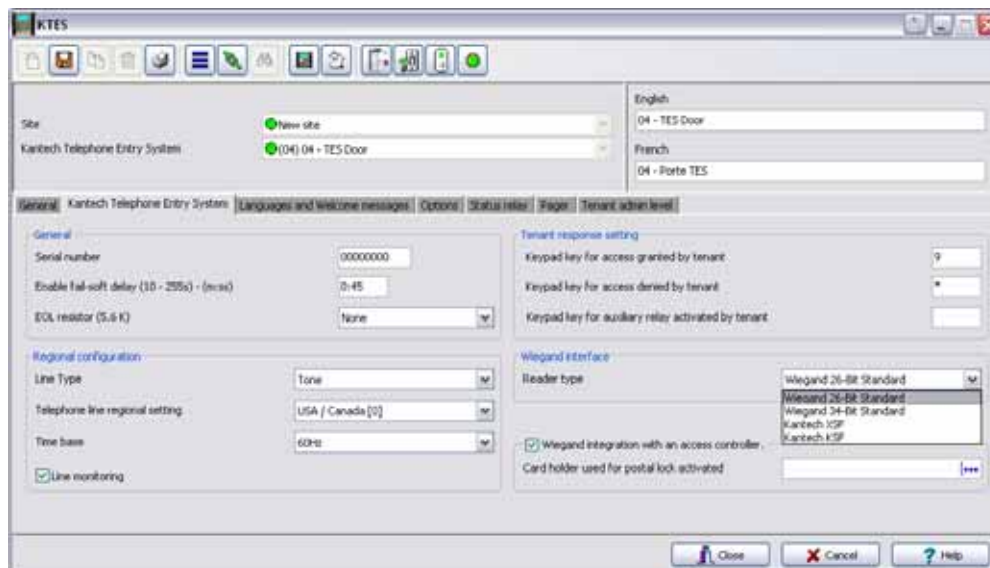 KTES
English
Site
New site
04 - TES Door
Kantech Telephone Entry System
(04) 04 - TES Door
French
04 - Porte TES
General Kantech Telephone Entry System Languages and Welcome messages Options Status relay Pager Tenant admin level
General
Serial number 00000000
Enable fail-soft delay (10 - 255s) - (m:ss) 0:45
EOL resistor (5.6 K) None
Tenant response setting
Keypad key for access granted by tenant 9
Keypad key for access denied by tenant *
Keypad key for auxiliary relay activated by tenant
Regional configuration
Line Type Tone
Telephone line regional setting USA / Canada [0]
Time base 60Hz
Line monitoring
Wiegand interface
Reader type Wiegand 26-Bit Standard
Wiegand 26-Bit Standard
Wiegand 34-Bit Standard
Kantech XSF
Kantech KSF
Wiegand integration with an access controller.
Card holder used for postal lock activated
Close Cancel Help